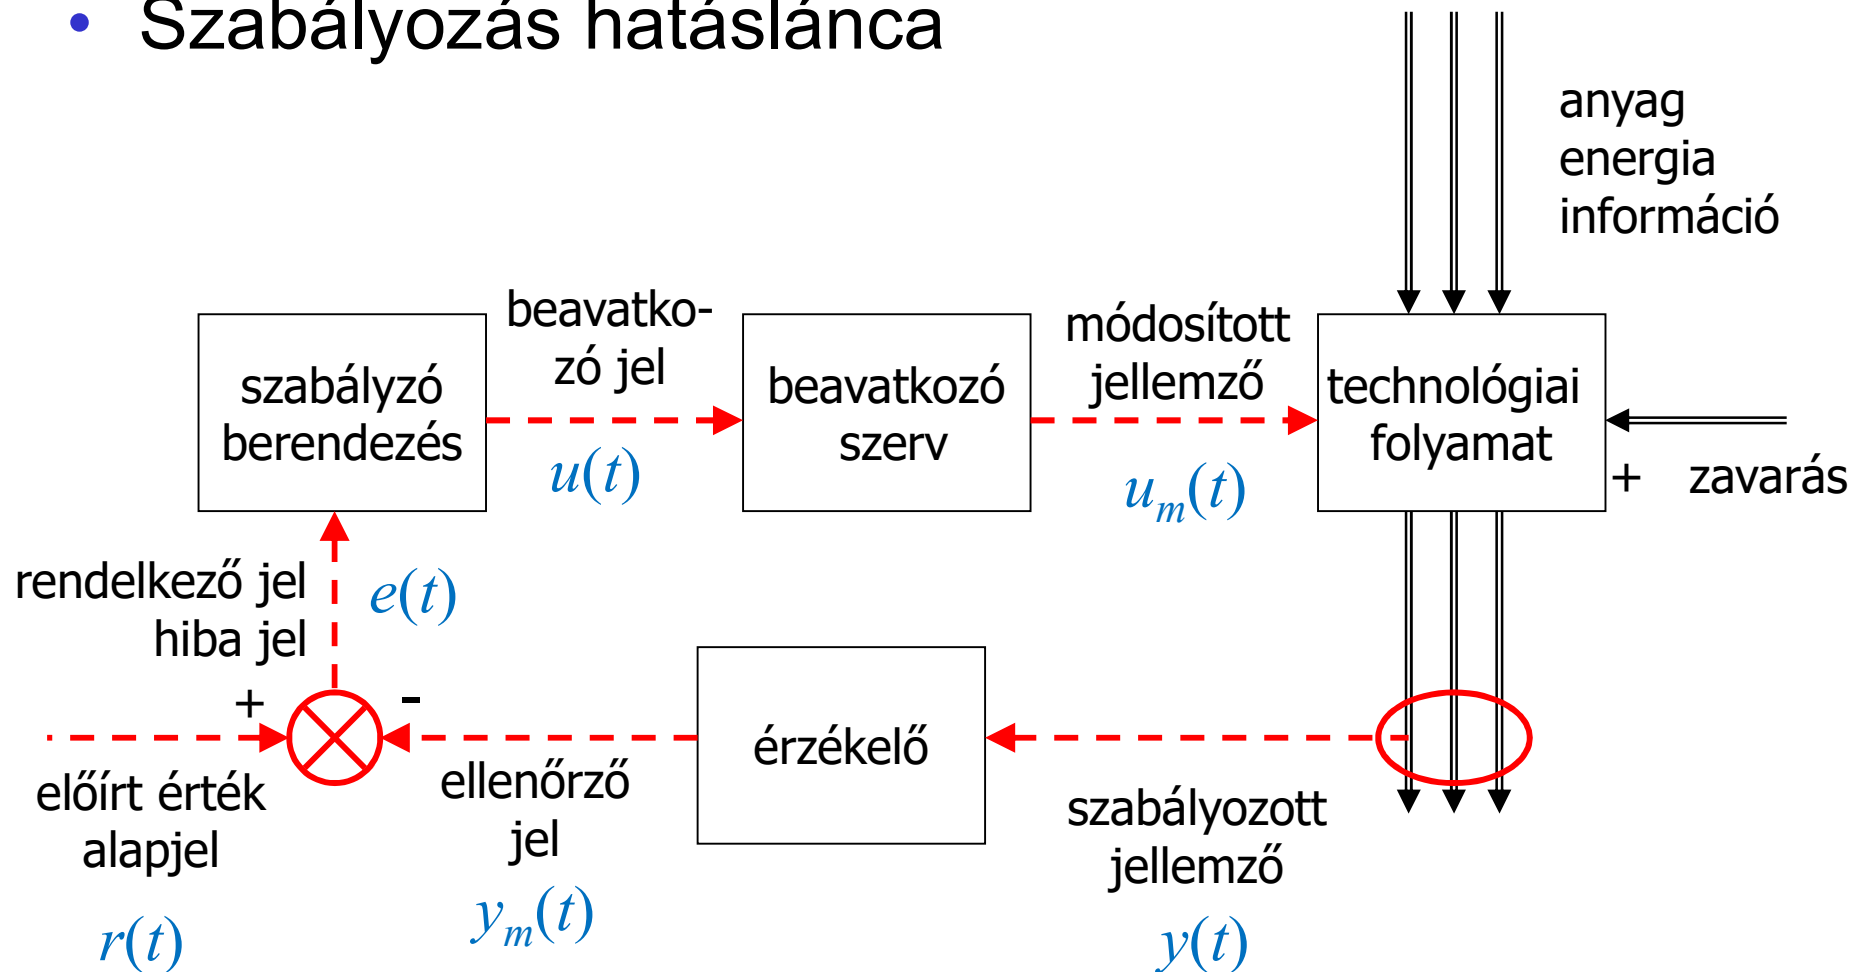 • Szabályozás hatáslánca
anyag
energia
információ
beavatko-
zó jel
módosított
jellemző
szabályzó
berendezés
beavatkozó
szerv
technológiai
folyamat
u(t)
u_m(t)
+ zavarás
rendelkező jel
hiba jel
e(t)
+
-
érzékelő
előírt érték
alapjel
ellenőrző
jel
szabályozott
jellemző
r(t)
y_m(t)
y(t)